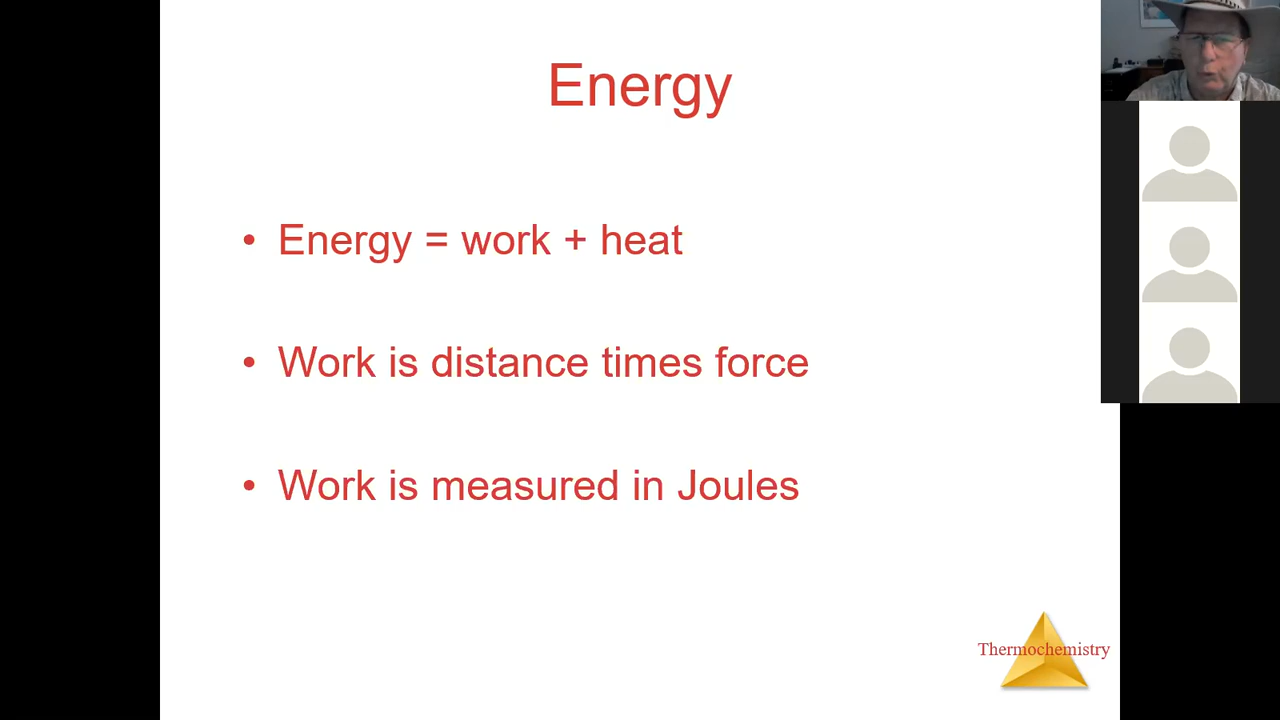 Energy
• Energy = work + heat
• Work is distance times force
• Work is measured in Joules
Thermochemistry